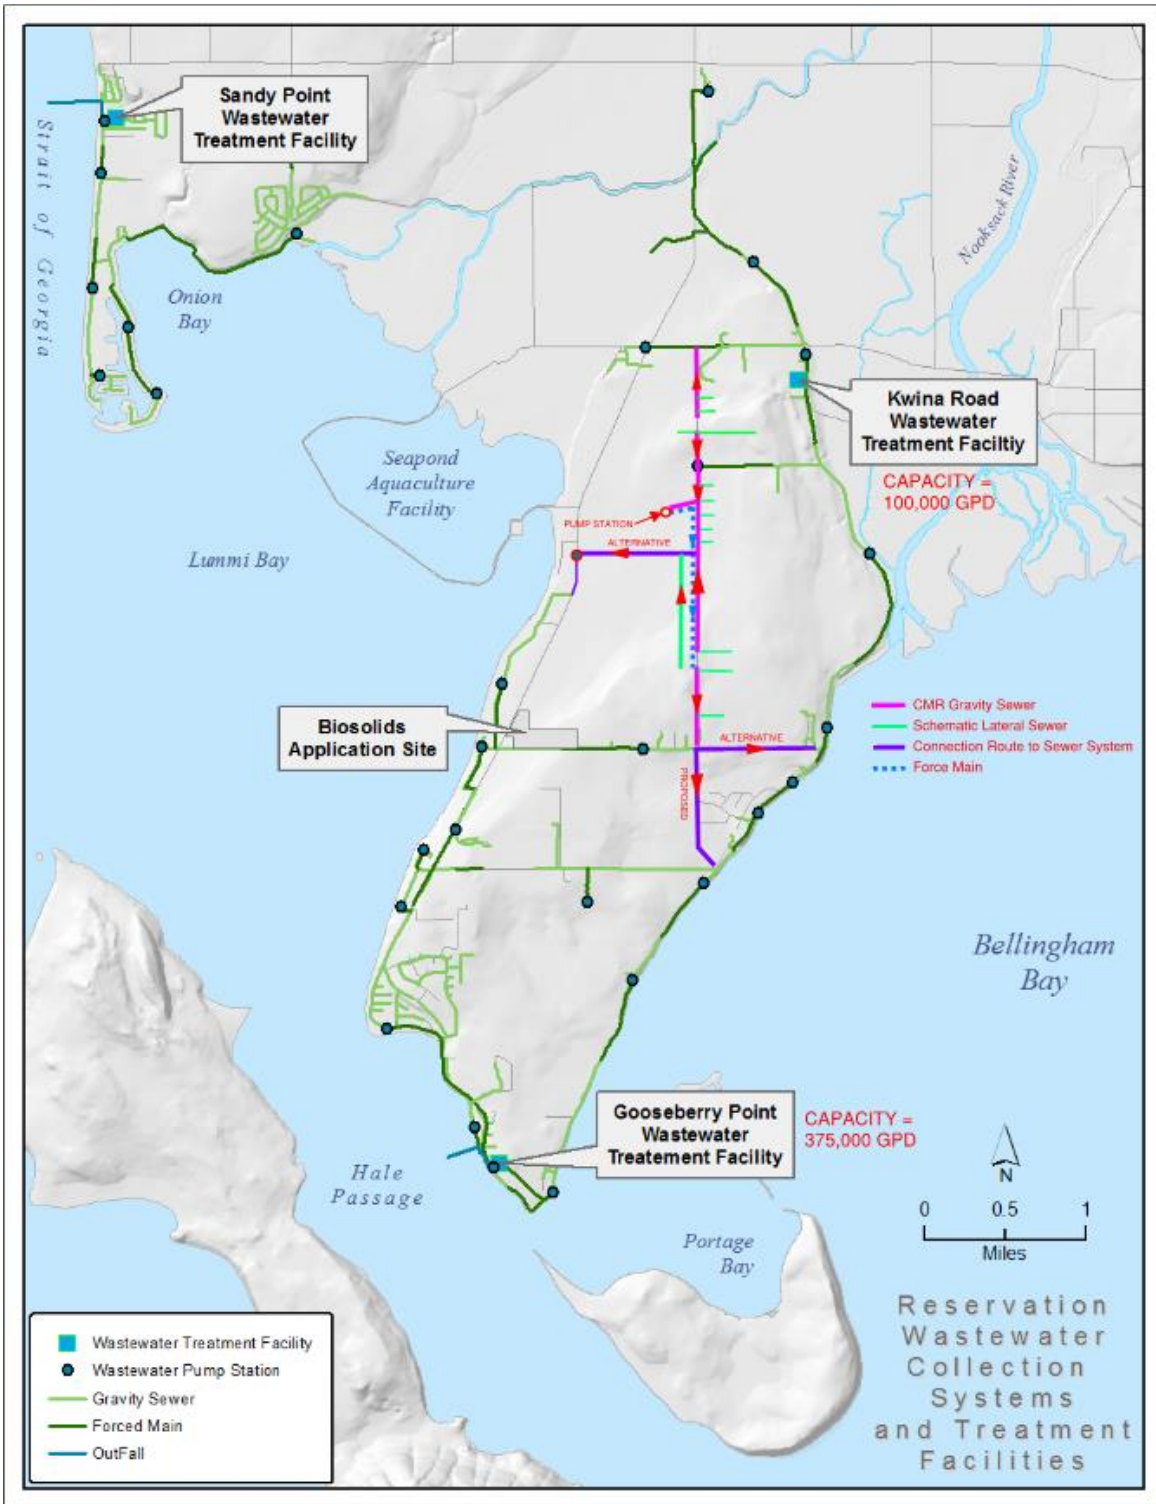 Sandy Point
Wastewater
Treatment Facility
Strait of Georgia
Nooksack River
Onion
Bay
Kwina Road
Wastewater
Treatment Faciltiy
CAPACITY =
100,000 GPD
Seapond
Aquaculture
Facility
PUMP STATION
ALTERNATIVE
Lummi Bay
Biosolids
Application Site
CMR Gravity Sewer
Schematic Lateral Sewer
Connection Route to Sewer System
Force Main
ALTERNATIVE
PROPOSED
Bellingham
Bay
Gooseberry Point
Wastewater
Treatement Facility
CAPACITY =
375,000 GPD
Hale
Passage
N
0 0.5 1
Miles
Portage
Bay
Reservation
Wastewater
Collection
Systems
and Treatment
Facilities
Wastewater Treatment Facility
Wastewater Pump Station
Gravity Sewer
Forced Main
OutFall